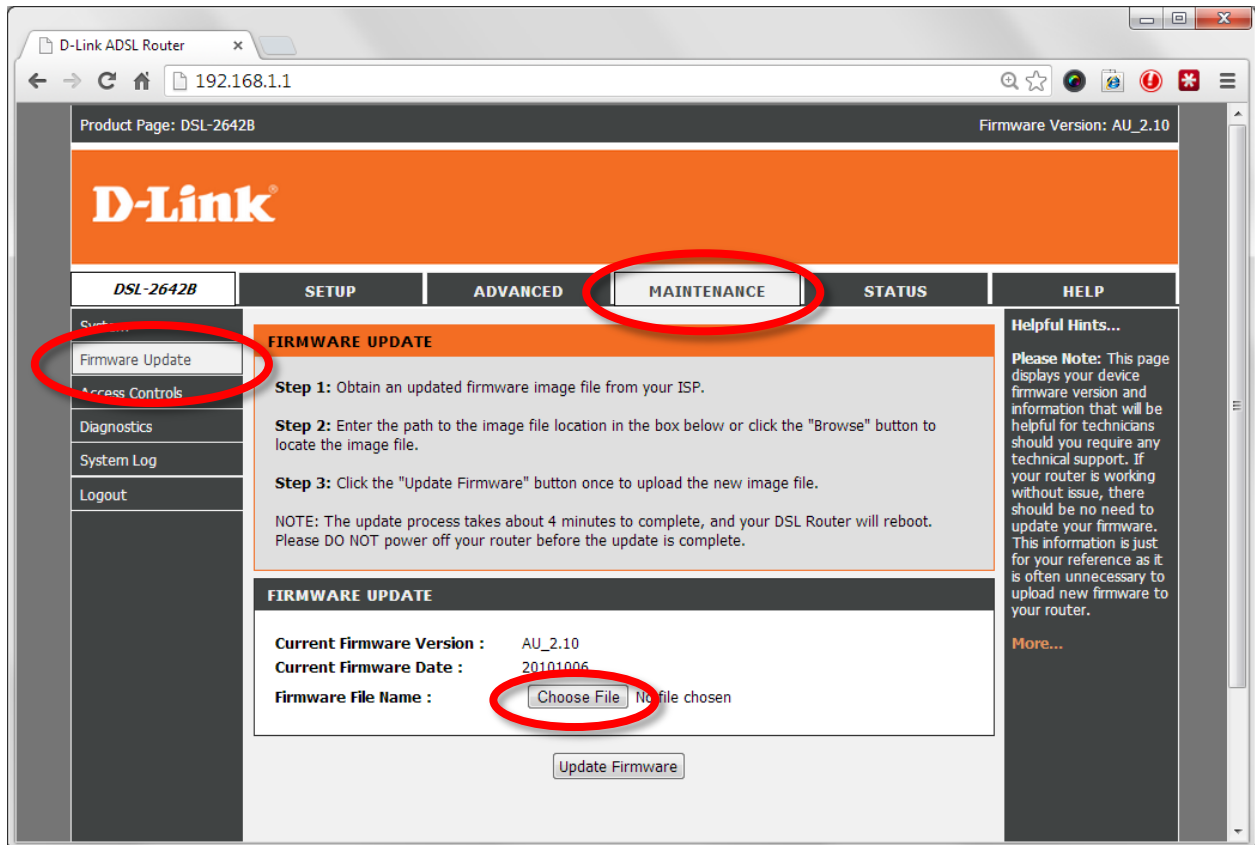 D-Link ADSL Router
192.168.1.1
Product Page: DSL-2642B
Firmware Version: AU_2.10
D-Link®
DSL-2642B
SETUP
ADVANCED
MAINTENANCE
STATUS
HELP
System
Firmware Update
Access Controls
Diagnostics
System Log
Logout
FIRMWARE UPDATE
Step 1: Obtain an updated firmware image file from your ISP.
Step 2: Enter the path to the image file location in the box below or click the "Browse" button to
locate the image file.
Step 3: Click the "Update Firmware" button once to upload the new image file.
NOTE: The update process takes about 4 minutes to complete, and your DSL Router will reboot.
Please DO NOT power off your router before the update is complete.
FIRMWARE UPDATE
Current Firmware Version : AU_2.10
Current Firmware Date : 20101006
Firmware File Name : Choose File No file chosen
Update Firmware
Helpful Hints...
Please Note: This page
displays your device
firmware version and
information that will be
helpful for technicians
should you require any
technical support. If
your router is working
without issue, there
should be no need to
update your firmware.
This information is just
for your reference as it
is often unnecessary to
upload new firmware to
your router.
More...